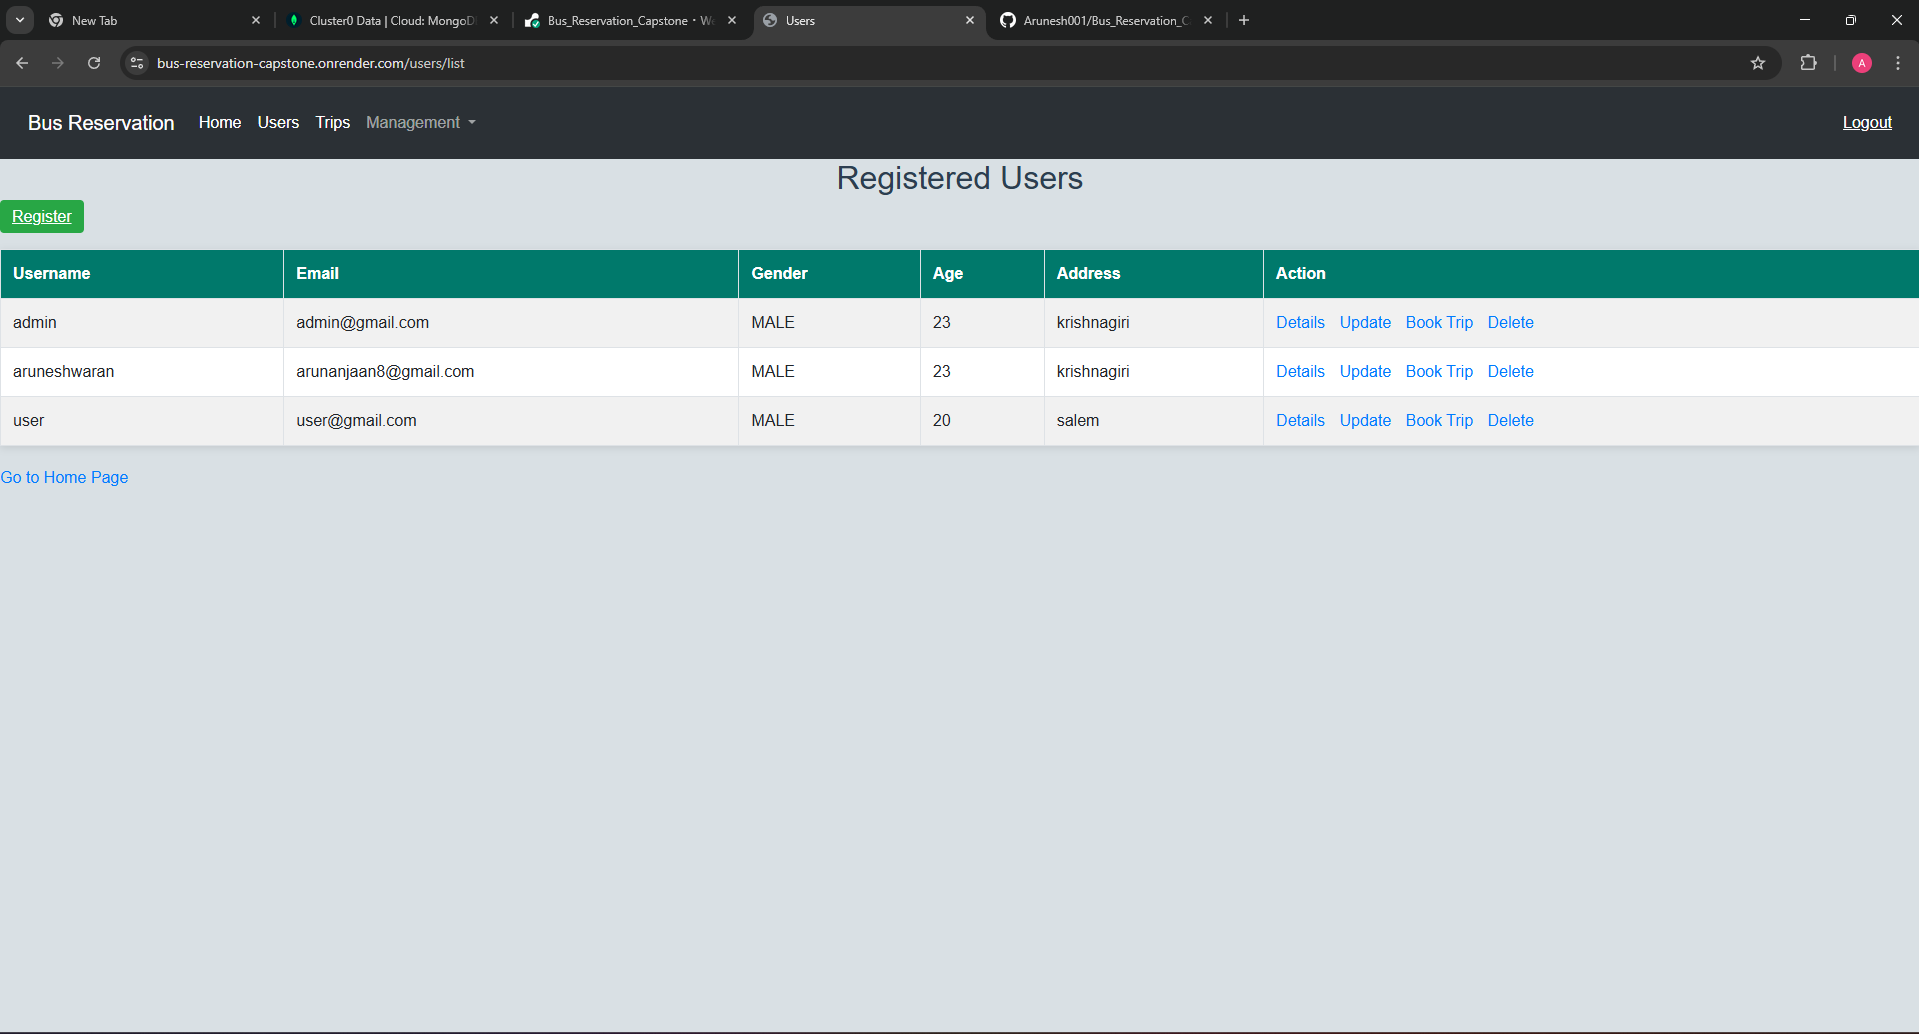 New Tab
Cluster0 Data | Cloud: MongoD
Bus_Reservation_Capstone · We
Users
Arunesh001/Bus_Reservation_C
bus-reservation-capstone.onrender.com/users/list
A
Bus Reservation Home Users Trips Management Logout
Registered Users
Register
Username Email Gender Age Address Action
admin admin@gmail.com MALE 23 krishnagiri Details Update Book Trip Delete
aruneshwaran arunanjaan8@gmail.com MALE 23 krishnagiri Details Update Book Trip Delete
user user@gmail.com MALE 20 salem Details Update Book Trip Delete
Go to Home Page